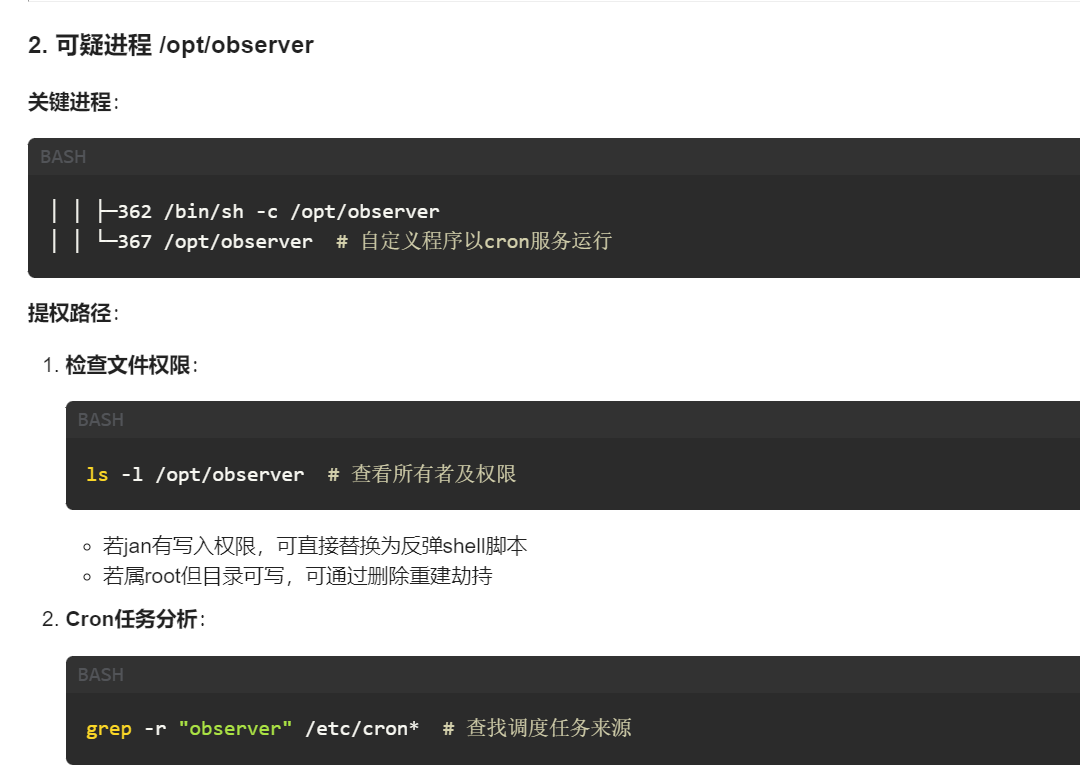 2. 可疑进程 /opt/observer
关键进程:
BASH
│ │ ├─362 /bin/sh -c /opt/observer
│ │ └─367 /opt/observer  # 自定义程序以cron服务运行
提权路径:
1. 检查文件权限:
BASH
ls -l /opt/observer  # 查看所有者及权限
◦ 若jan有写入权限，可直接替换为反弹shell脚本
◦ 若属root但目录可写，可通过删除重建劫持
2. Cron任务分析:
BASH
grep -r "observer" /etc/cron*  # 查找调度任务来源